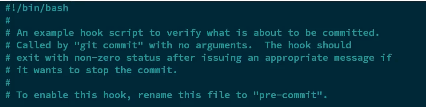 #!/bin/bash
#
# An example hook script to verify what is about to be committed.
# Called by "git commit" with no arguments.  The hook should
# exit with non-zero status after issuing an appropriate message if
# it wants to stop the commit.
#
# To enable this hook, rename this file to "pre-commit".